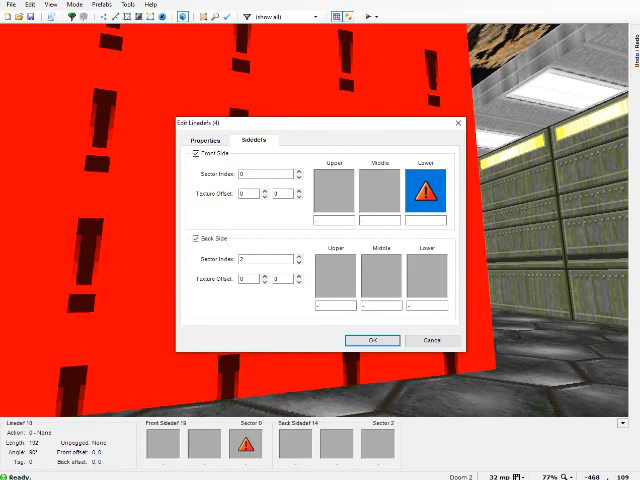 File Edit View Mode Prefabs Tools Help
(show all)
Undo / Redo
Edit Linedefs (4)
Properties Sidedefs
Front Side
Upper Middle Lower
Sector Index: 0
Texture Offset: 0 0
-
Back Side
Upper Middle Lower
Sector Index: 2
Texture Offset: 0 0
- - -
OK Cancel
Linedef 10 Front Sidedef 19 Sector 0 Back Sidedef 14 Sector 2
Action: 0 - None
Length: 192 Unpegged: None
Angle: 90° Front offset: 0, 0
Tag: 0 Back offset: 0, 0
Ready. Doom 2 32 mp 77% -468 , 109